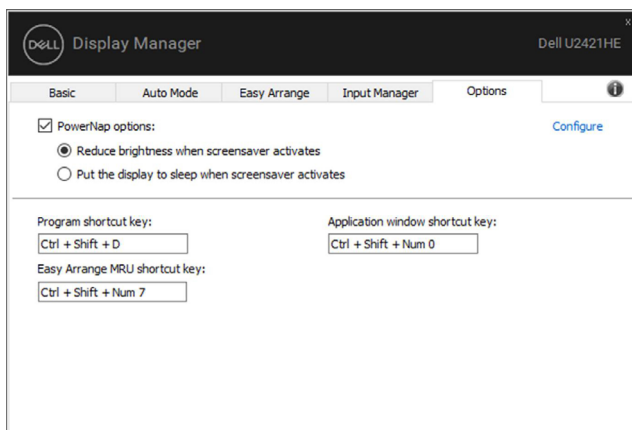 x
DELL Display Manager
Dell U2421HE
Basic
Auto Mode
Easy Arrange
Input Manager
Options
i
PowerNap options:
Configure
Reduce brightness when screensaver activates
Put the display to sleep when screensaver activates
Program shortcut key:
Ctrl + Shift + D
Application window shortcut key:
Ctrl + Shift + Num 0
Easy Arrange MRU shortcut key:
Ctrl + Shift + Num 7